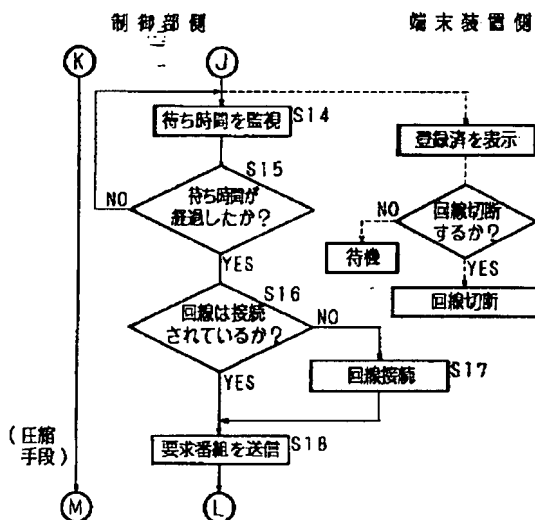 制御部側
端末装置側
K
J
待ち時間を監視
S14
登録済を表示
S15
待ち時間が
経過したか?
NO
YES
回線切断
するか?
NO
YES
待機
回線切断
S16
回線は接続
されているか?
NO
YES
回線接続
S17
要求番組を送信
S18
(圧縮
手段)
M
L